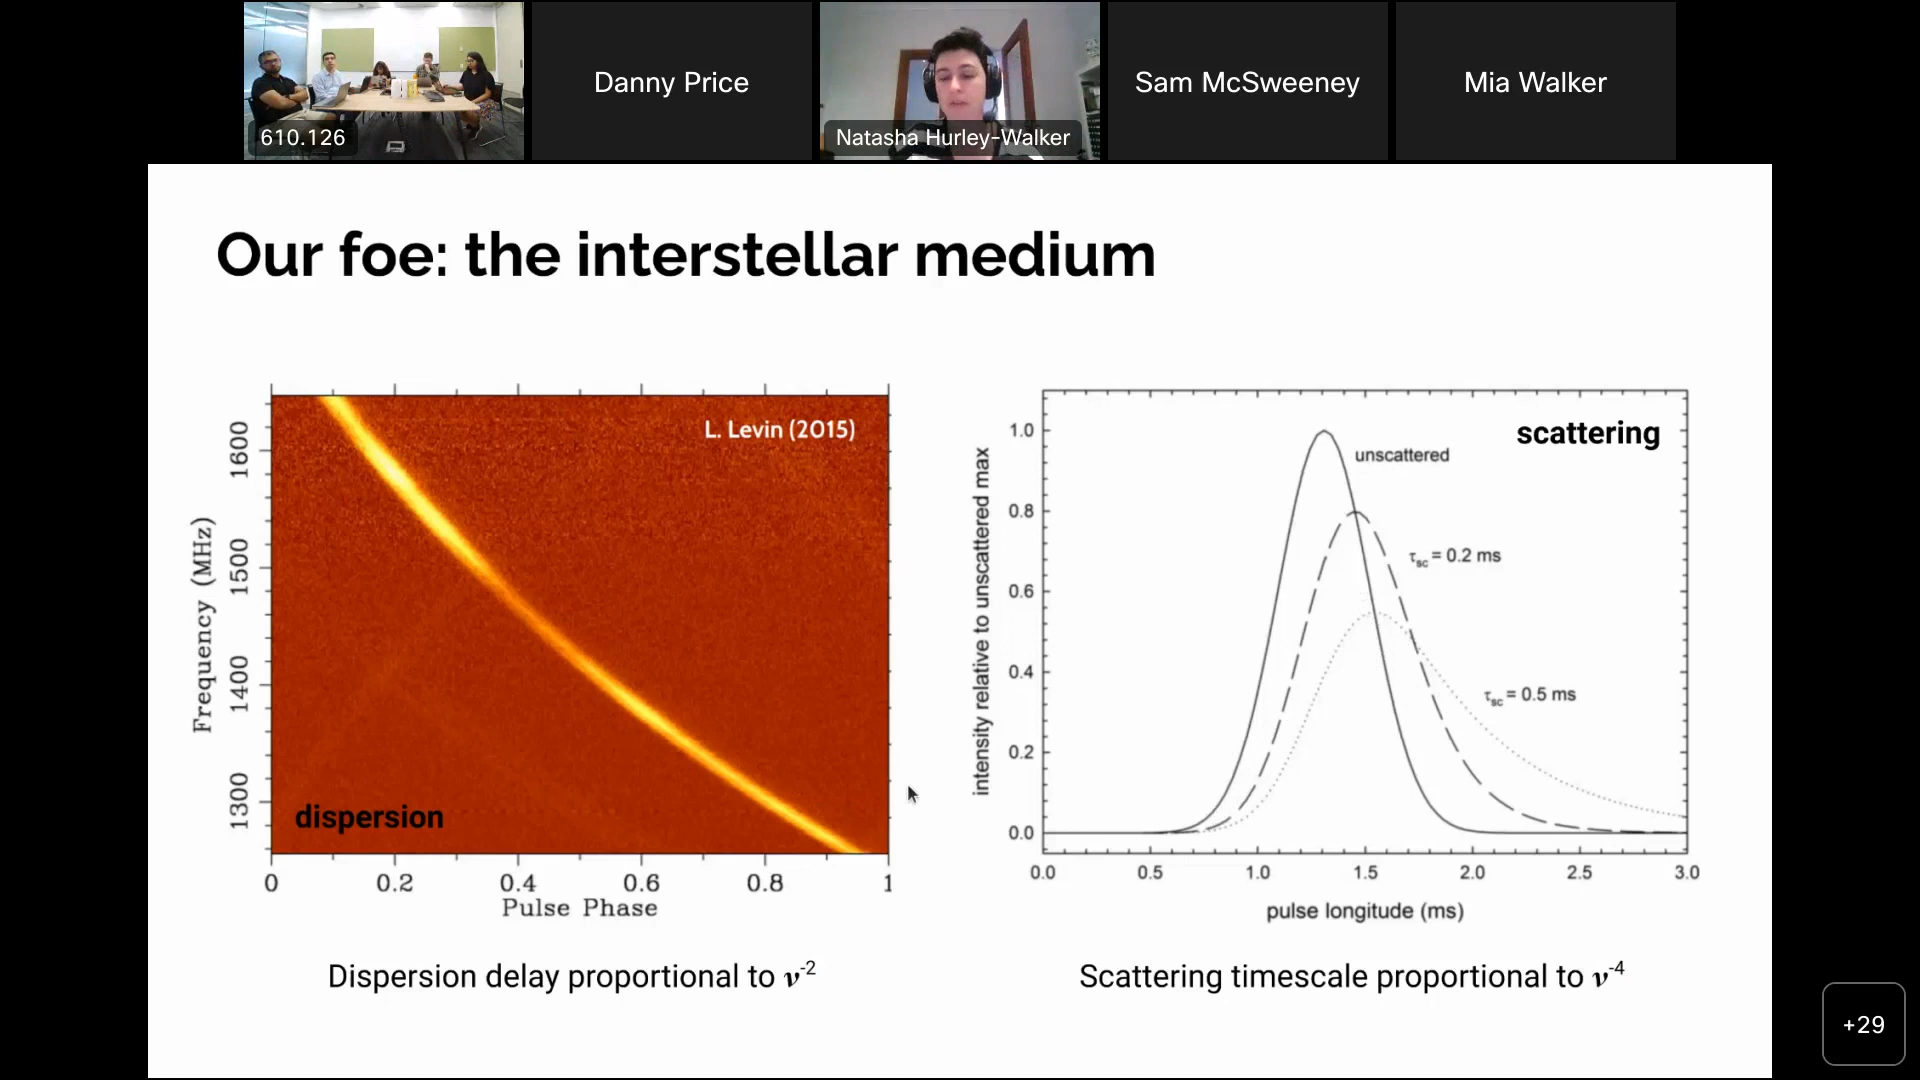 610.126
Danny Price
Natasha Hurley-Walker
Sam McSweeney
Mia Walker
Our foe: the interstellar medium
L. Levin (2015)
dispersion
Frequency (MHz)
1600
1500
1400
1300
0 0.2 0.4 0.6 0.8 1
Pulse Phase
Dispersion delay proportional to ν-2
scattering
unscattered
τsc = 0.2 ms
τsc = 0.5 ms
intensity relative to unscattered max
1.0
0.8
0.6
0.4
0.2
0.0
0.0 0.5 1.0 1.5 2.0 2.5 3.0
pulse longitude (ms)
Scattering timescale proportional to ν-4
+29